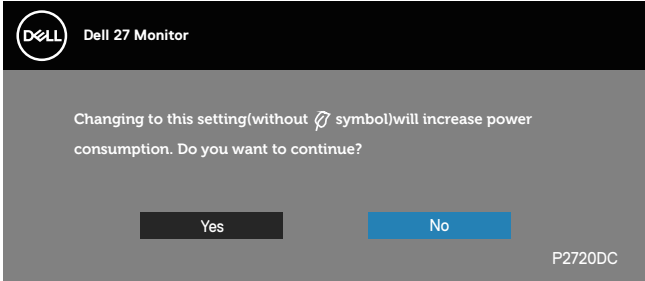 DELL
Dell 27 Monitor
Changing to this setting(without symbol)will increase power
consumption. Do you want to continue?
Yes
No
P2720DC